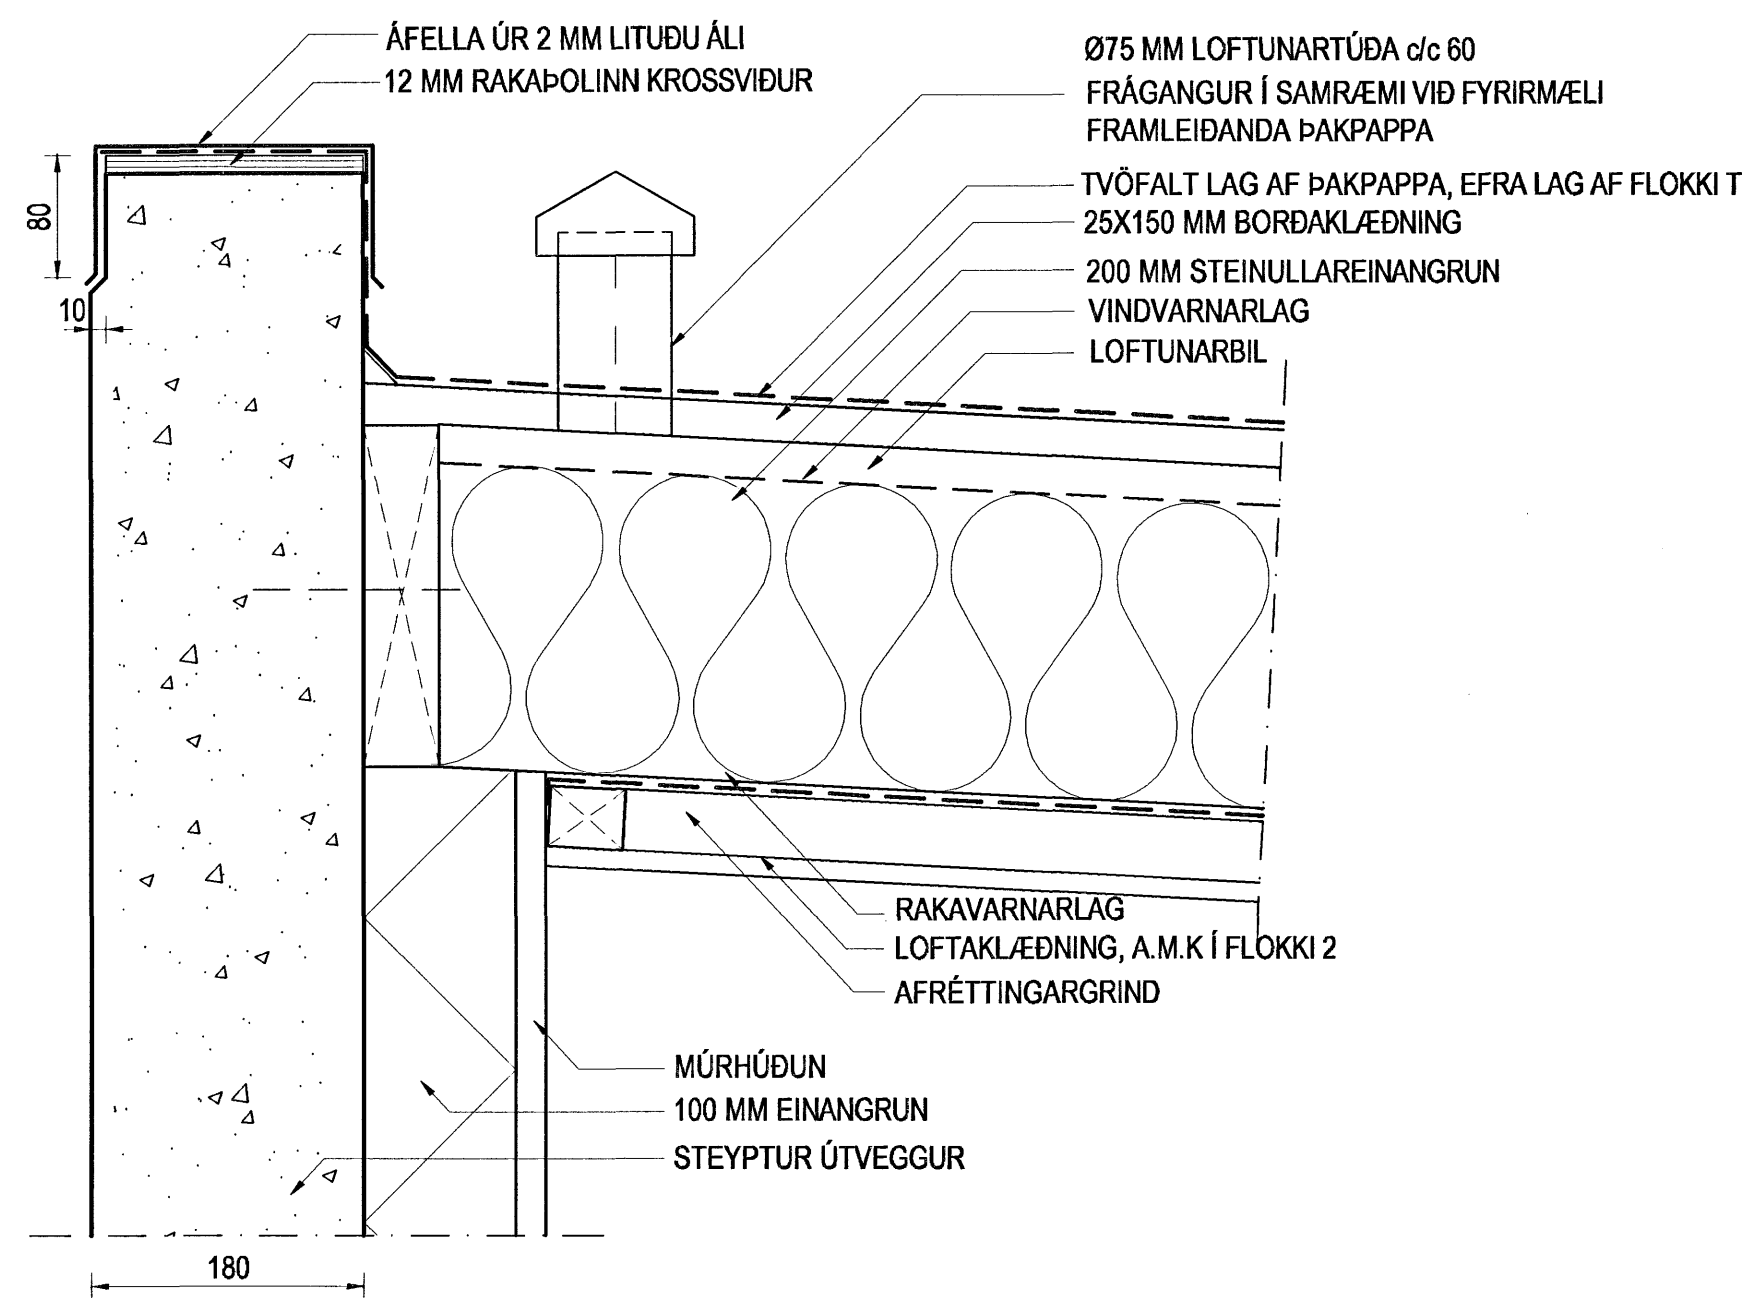 ÁFELLA ÚR 2 MM LITUÐU ÁLI
12 MM RAKAÞOLINN KROSSVIÐUR
Ø75 MM LOFTUNARTÚÐA c/c 60
FRÁGANGUR Í SAMRÆMI VIÐ FYRIRMÆLI
FRAMLEIÐANDA ÞAKPAPPA
TVÖFALT LAG AF ÞAKPAPPA, EFRA LAG AF FLOKKI T
25X150 MM BORÐAKLÆÐNING
200 MM STEINULLAREINANGRUN
VINDVARNARLAG
LOFTUNARBIL
80
10
RAKAVARNARLAG
LOFTAKLÆÐNING, A.M.K Í FLOKKI 2
AFRÉTTINGARGRIND
MÚRHÚÐUN
100 MM EINANGRUN
STEYPTUR ÚTVEGGUR
180